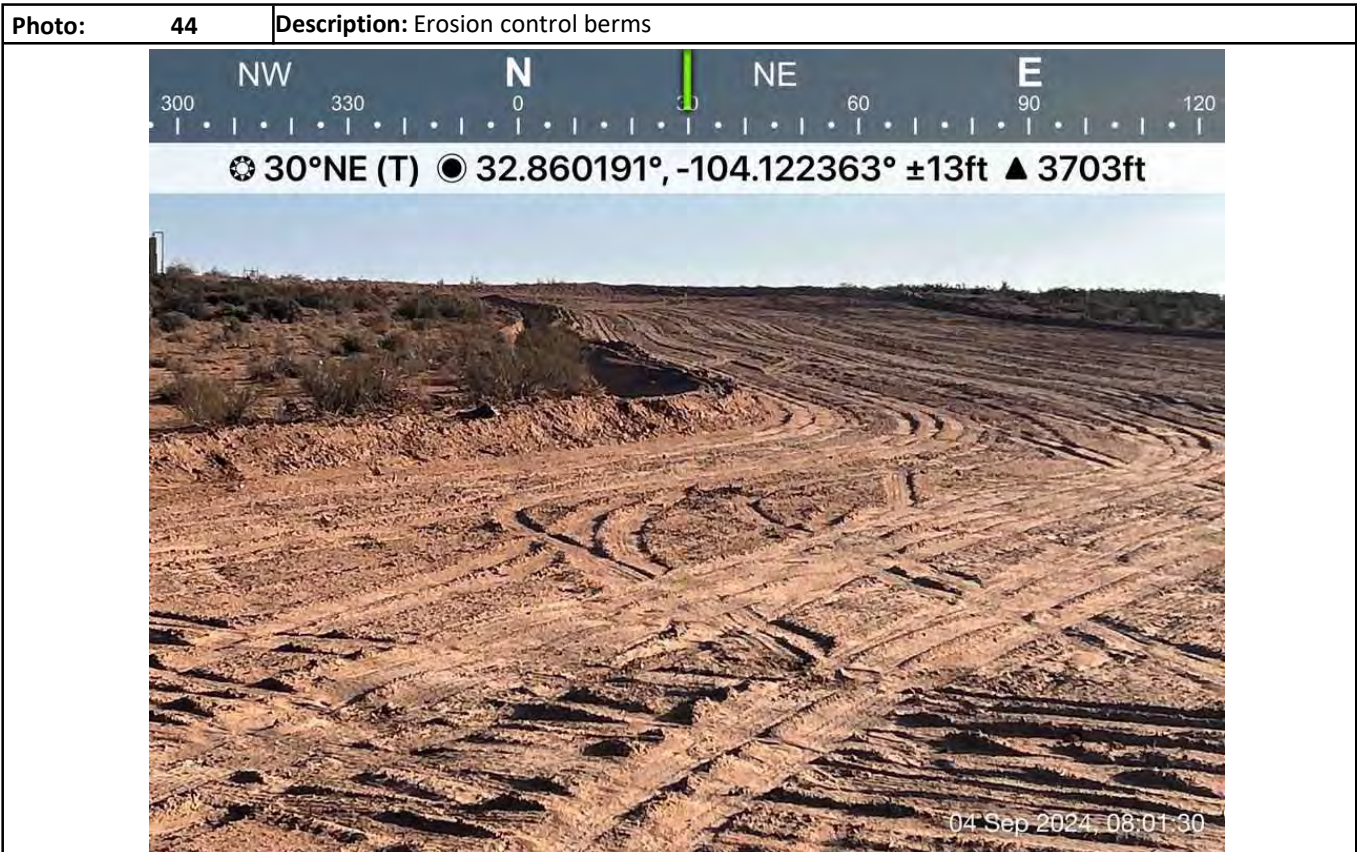 Photo: 44 Description: Erosion control berms
NW N NE E
300 330 0 30 60 90 120
30°NE (T) 32.860191°, -104.122363° ±13ft ▲ 3703ft
04 Sep 2024, 08:01:30